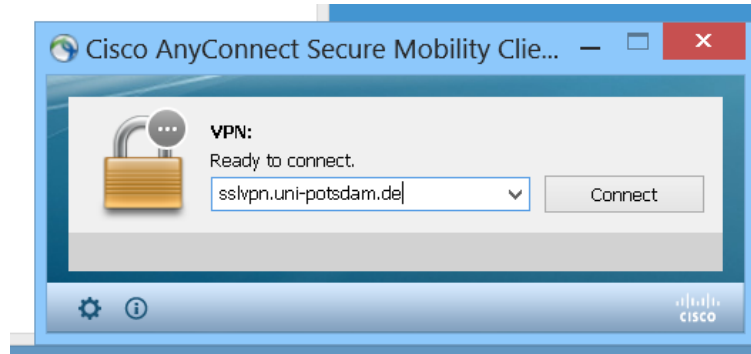 Cisco AnyConnect Secure Mobility Clie...
VPN:
Ready to connect.
sslvpn.uni-potsdam.de
Connect
CISCO